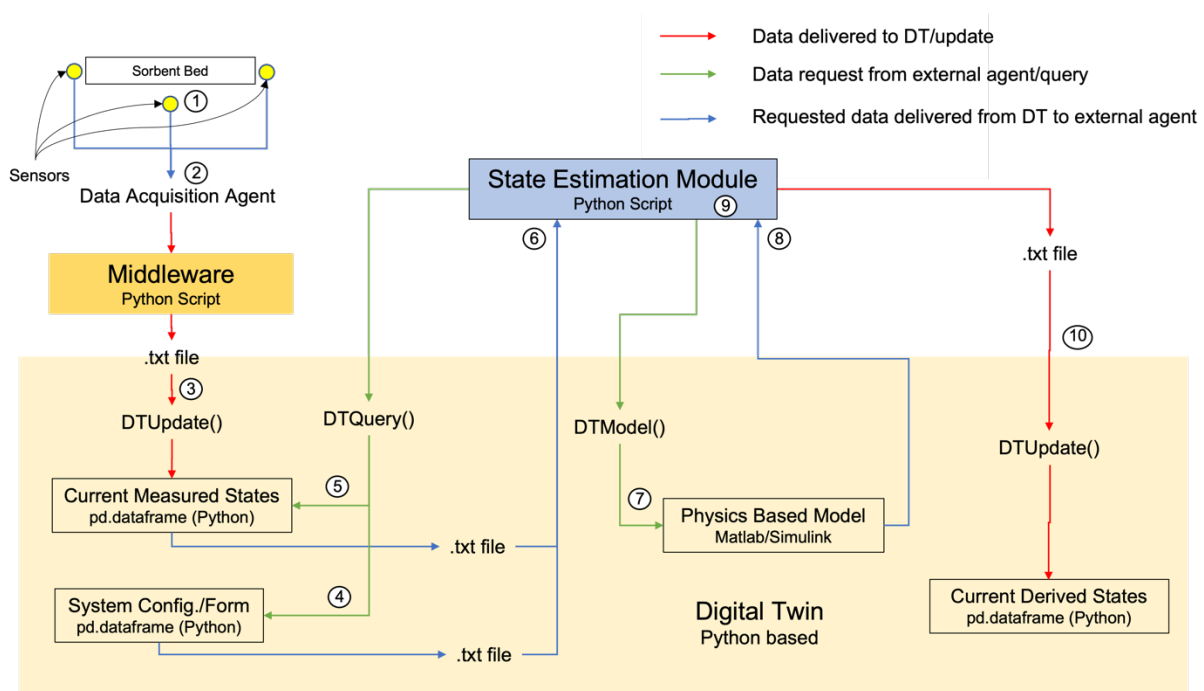 Data delivered to DT/update
Data request from external agent/query
Requested data delivered from DT to external agent
Sorbent Bed
1
Sensors
2
Data Acquisition Agent
Middleware
Python Script
.txt file
3
DTUpdate()
Current Measured States
pd.dataframe (Python)
System Config./Form
pd.dataframe (Python)
State Estimation Module
Python Script
9
6
8
DTQuery()
5
4
.txt file
.txt file
DTModel()
7
Physics Based Model
Matlab/Simulink
Digital Twin
Python based
.txt file
10
DTUpdate()
Current Derived States
pd.dataframe (Python)